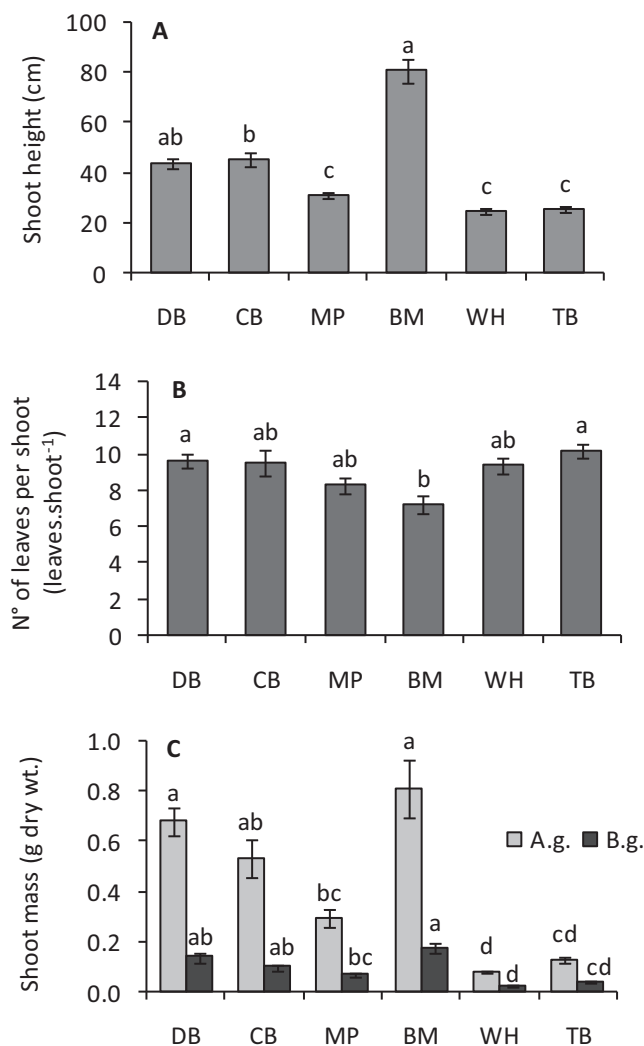 A
Shoot height (cm)
100
80
60
40
20
0
ab
b
c
a
c
c
DB CB MP BM WH TB
B
N° of leaves per shoot
(leaves.shoot⁻¹)
14
12
10
8
6
4
2
0
a
ab
ab
b
ab
a
DB CB MP BM WH TB
C
Shoot mass (g dry wt.)
1.0
0.8
0.6
0.4
0.2
0.0
a
ab
ab
ab
bc
bc
a
a
d
d
cd
cd
A.g. B.g.
DB CB MP BM WH TB